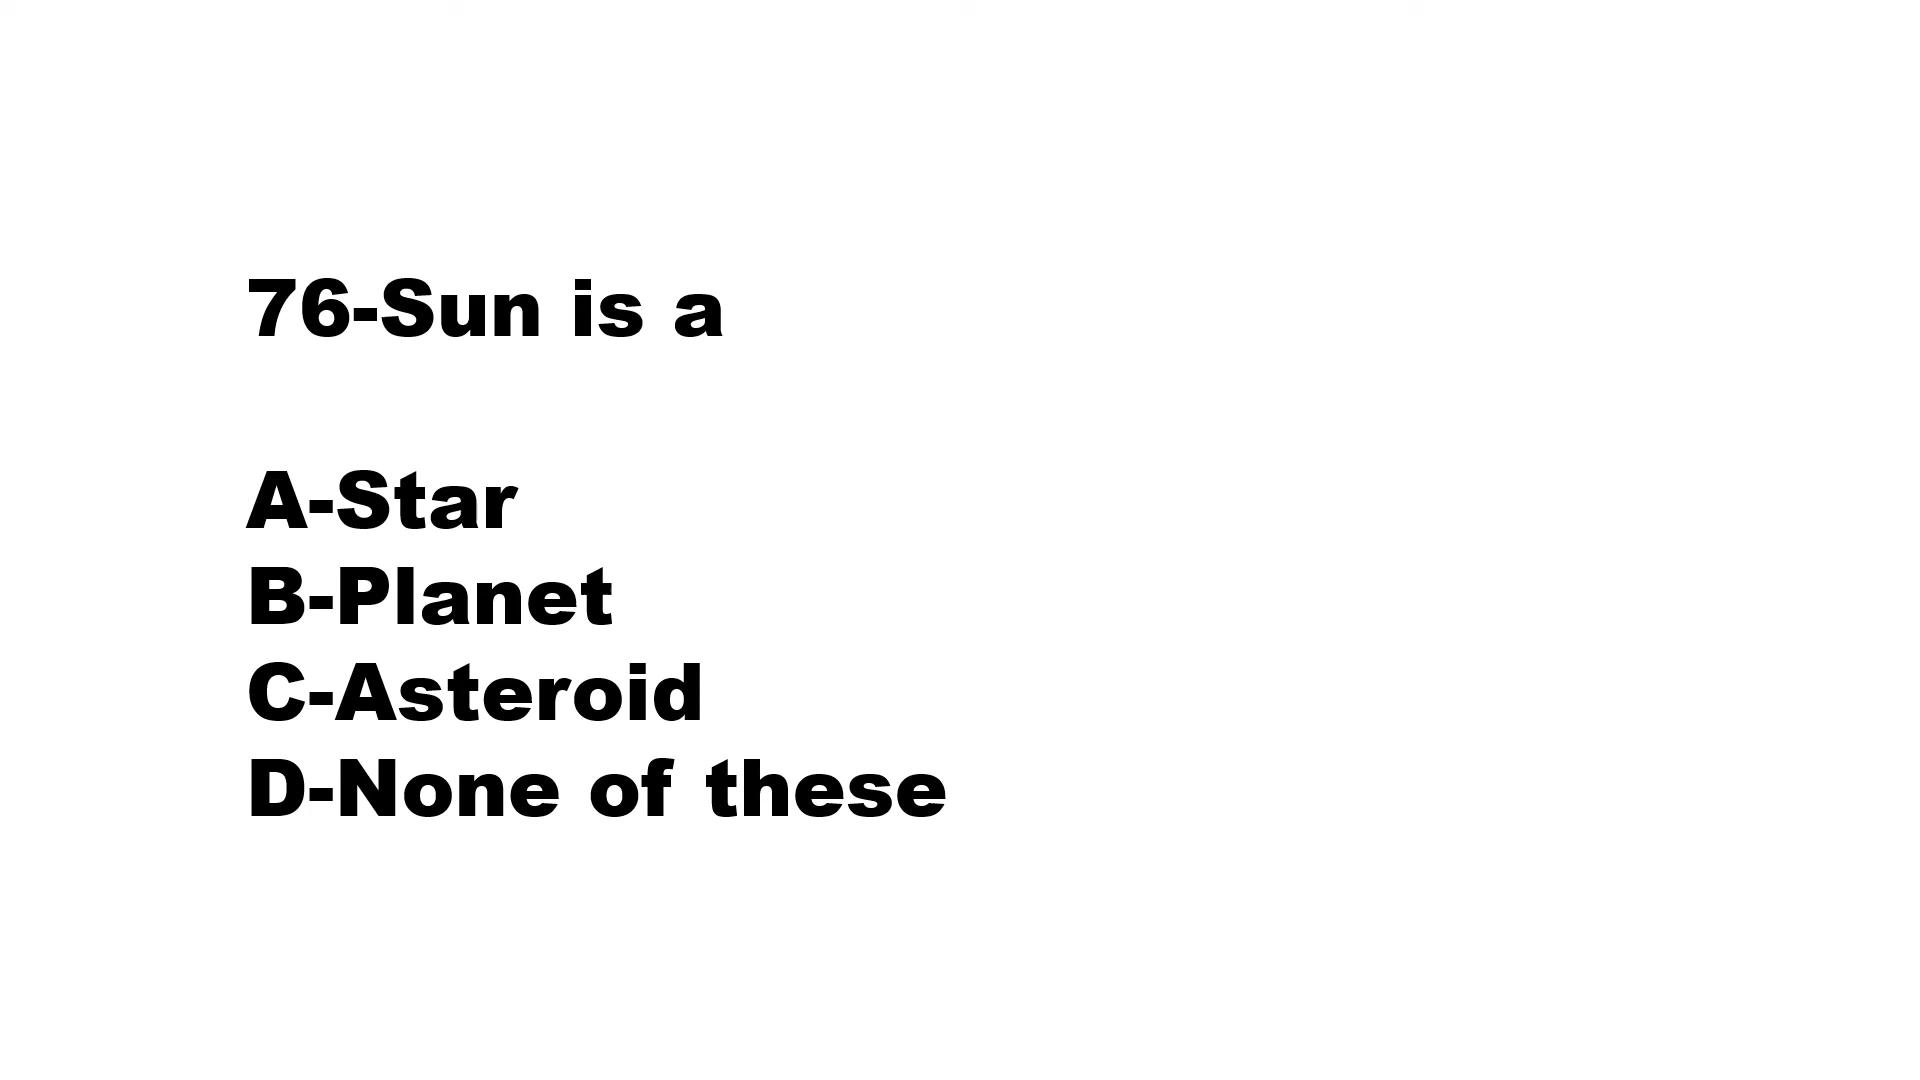 76-Sun is a
A-Star
B-Planet
C-Asteroid
D-None of these